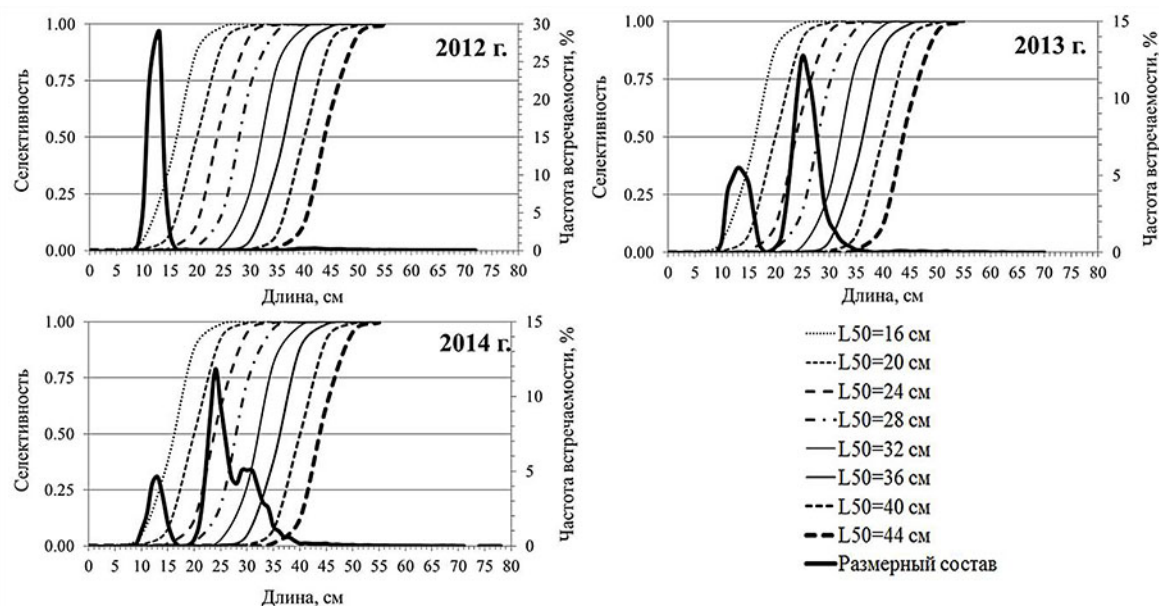 2012 г.
Селективность
1.00
0.75
0.50
0.25
0.00
30
25
20
15
10
5
0
Частота встречаемости, %
0 5 10 15 20 25 30 35 40 45 50 55 60 65 70 75 80
Длина, см
2013 г.
Селективность
1.00
0.75
0.50
0.25
0.00
15
10
5
0
Частота встречаемости, %
0 5 10 15 20 25 30 35 40 45 50 55 60 65 70 75 80
Длина, см
2014 г.
Селективность
1.00
0.75
0.50
0.25
0.00
15
10
5
0
Частота встречаемости, %
0 5 10 15 20 25 30 35 40 45 50 55 60 65 70 75 80
Длина, см
L50=16 см
L50=20 см
L50=24 см
L50=28 см
L50=32 см
L50=36 см
L50=40 см
L50=44 см
Размерный состав